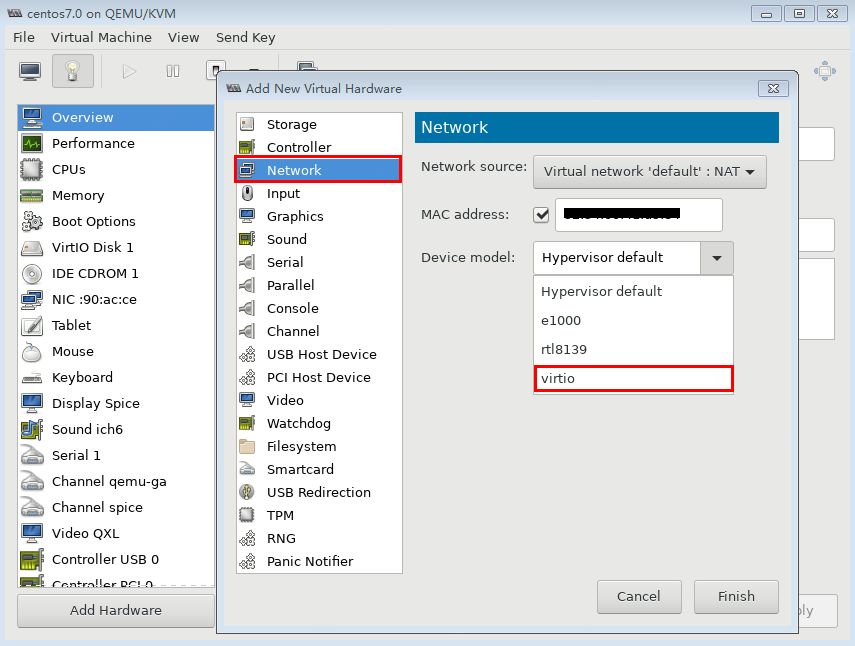 centos7.0 on QEMU/KVM
File Virtual Machine View Send Key
Overview
Performance
CPUs
Memory
Boot Options
VirtIO Disk 1
IDE CDROM 1
NIC :90:ac:ce
Tablet
Mouse
Keyboard
Display Spice
Sound ich6
Serial 1
Channel qemu-ga
Channel spice
Video QXL
Controller USB 0
Controller PCI 0
Add Hardware
Add New Virtual Hardware
Storage
Controller
Network
Input
Graphics
Sound
Serial
Parallel
Console
Channel
USB Host Device
PCI Host Device
Video
Watchdog
Filesystem
Smartcard
USB Redirection
TPM
RNG
Panic Notifier
Network
Network source: Virtual network 'default' : NAT
MAC address:
Device model: Hypervisor default
Hypervisor default
e1000
rtl8139
virtio
Cancel Finish